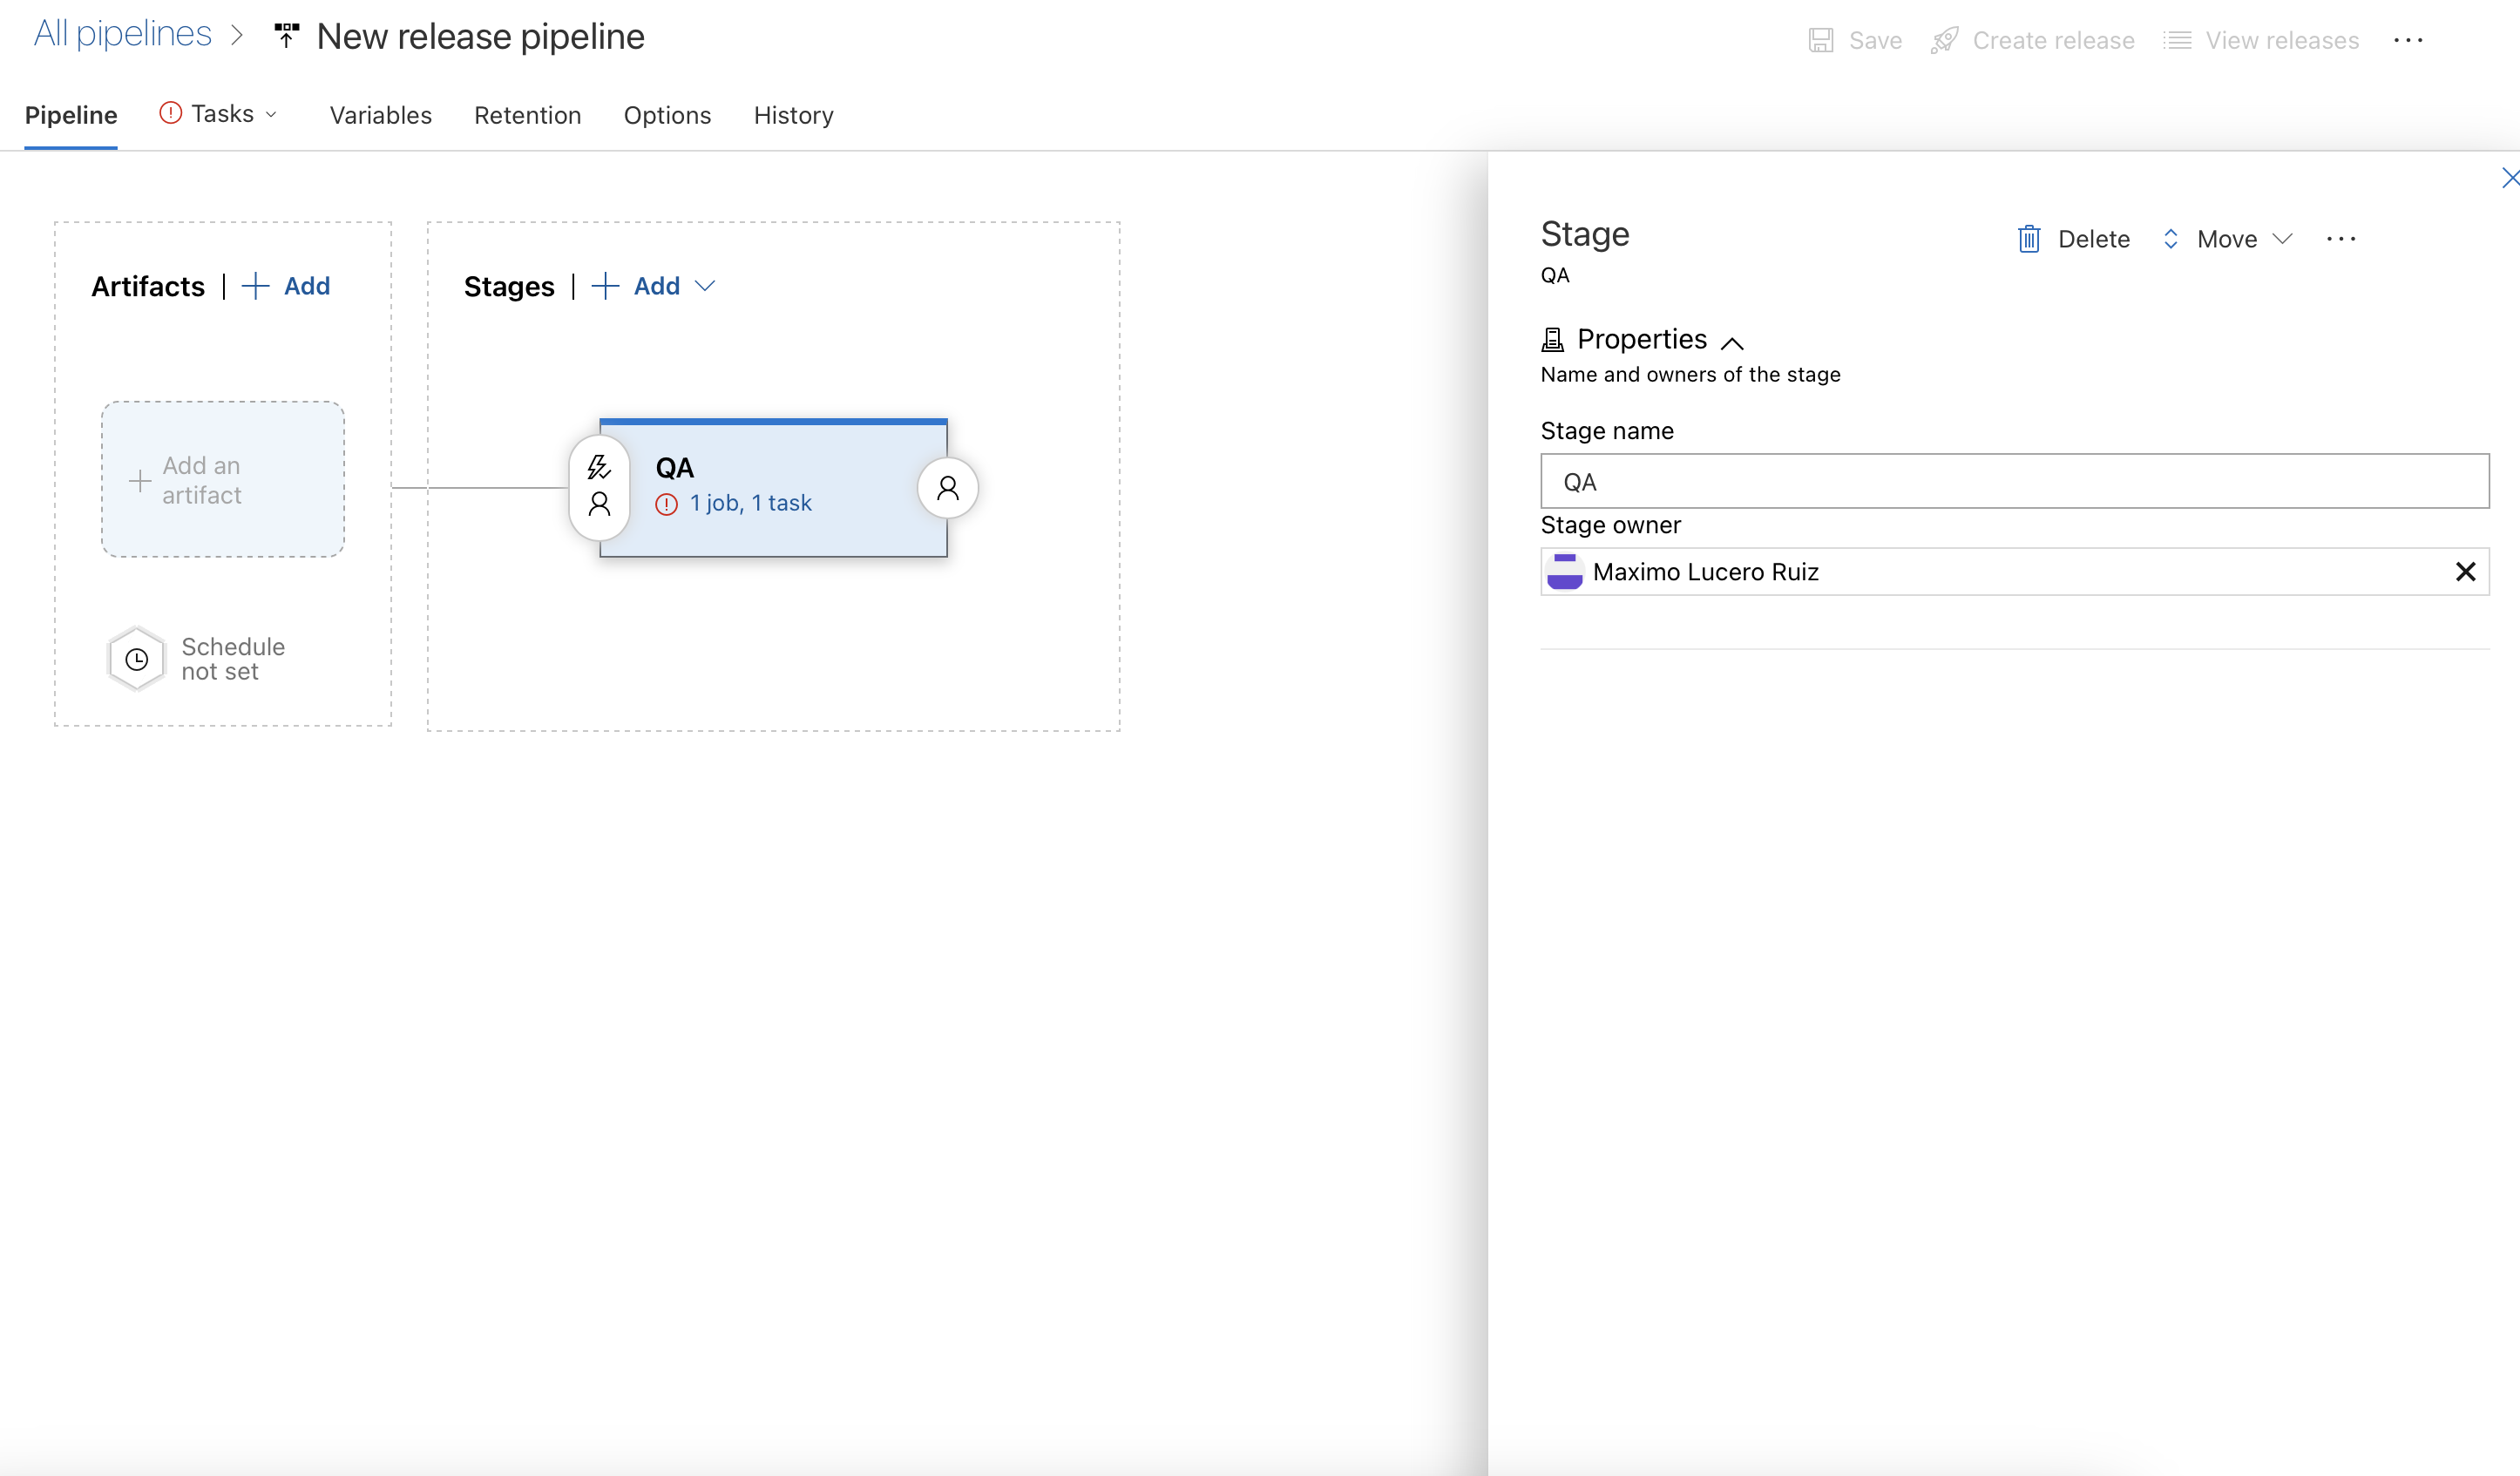 All pipelines > New release pipeline
Save Create release View releases ...
Pipeline Tasks Variables Retention Options History
Artifacts | + Add
Stages | + Add
Add an
artifact
QA
1 job, 1 task
Schedule
not set
Stage
Delete Move ...
QA
Properties
Name and owners of the stage
Stage name
QA
Stage owner
Maximo Lucero Ruiz